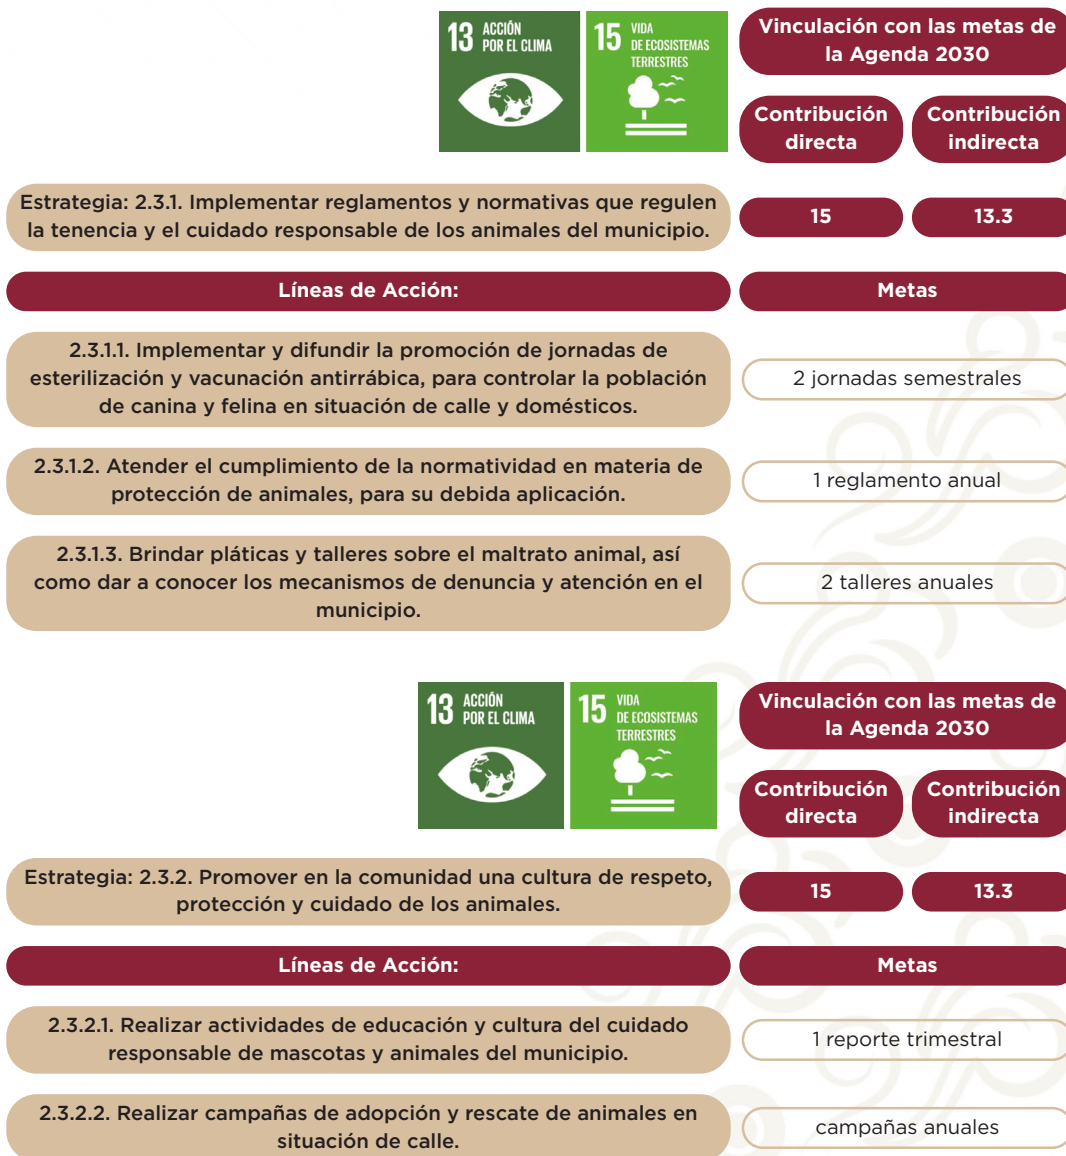 13 ACCIÓN
POR EL CLIMA
15 VIDA
DE ECOSISTEMAS
TERRESTRES
Vinculación con las metas de
la Agenda 2030
Contribución
directa
Contribución
indirecta
Estrategia: 2.3.1. Implementar reglamentos y normativas que regulen
la tenencia y el cuidado responsable de los animales del municipio.
15
13.3
Líneas de Acción:
Metas
2.3.1.1. Implementar y difundir la promoción de jornadas de
esterilización y vacunación antirrábica, para controlar la población
de canina y felina en situación de calle y domésticos.
2 jornadas semestrales
2.3.1.2. Atender el cumplimiento de la normatividad en materia de
protección de animales, para su debida aplicación.
1 reglamento anual
2.3.1.3. Brindar pláticas y talleres sobre el maltrato animal, así
como dar a conocer los mecanismos de denuncia y atención en el
municipio.
2 talleres anuales
13 ACCIÓN
POR EL CLIMA
15 VIDA
DE ECOSISTEMAS
TERRESTRES
Vinculación con las metas de
la Agenda 2030
Contribución
directa
Contribución
indirecta
Estrategia: 2.3.2. Promover en la comunidad una cultura de respeto,
protección y cuidado de los animales.
15
13.3
Líneas de Acción:
Metas
2.3.2.1. Realizar actividades de educación y cultura del cuidado
responsable de mascotas y animales del municipio.
1 reporte trimestral
2.3.2.2. Realizar campañas de adopción y rescate de animales en
situación de calle.
campañas anuales